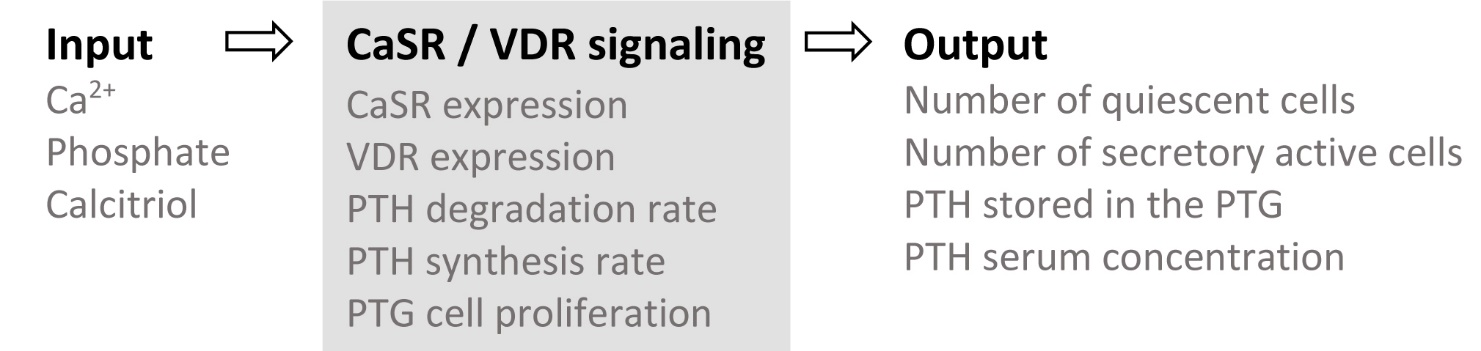 Input
Ca²⁺
Phosphate
Calcitriol
CaSR / VDR signaling
CaSR expression
VDR expression
PTH degradation rate
PTH synthesis rate
PTG cell proliferation
Output
Number of quiescent cells
Number of secretory active cells
PTH stored in the PTG
PTH serum concentration